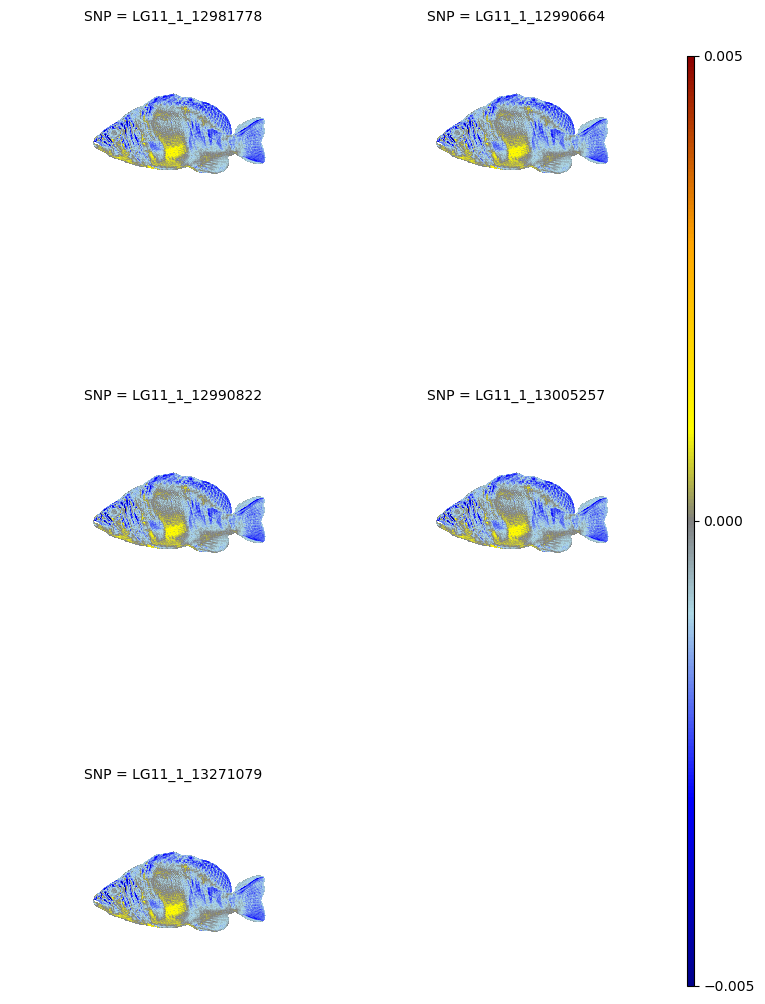 SNP = LG11_1_12981778
SNP = LG11_1_12990664
0.005
SNP = LG11_1_12990822
SNP = LG11_1_13005257
0.000
SNP = LG11_1_13271079
−0.005